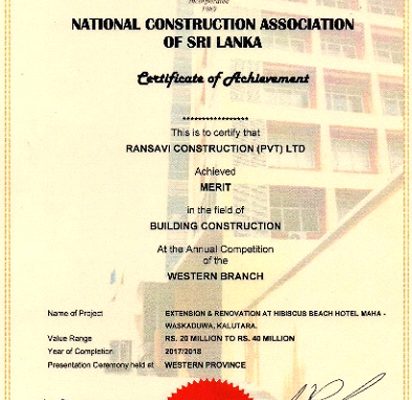 NATIONAL CONSTRUCTION ASSOCIATION
OF SRI LANKA
Certificate of Achievement
****************
This is to certify that
RANSAVI CONSTRUCTION (PVT) LTD
Achieved
MERIT
in the field of
BUILDING CONSTRUCTION
At the Annual Competition
of the
WESTERN BRANCH
Name of Project EXTENSION & RENOVATION AT HIBISCUS BEACH HOTEL MAHA -
WASKADUWA, KALUTARA.
Value Range RS. 20 MILLION TO RS. 40 MILLION
Year of Completion 2017/2018
Presentation Ceremony held at WESTERN PROVINCE